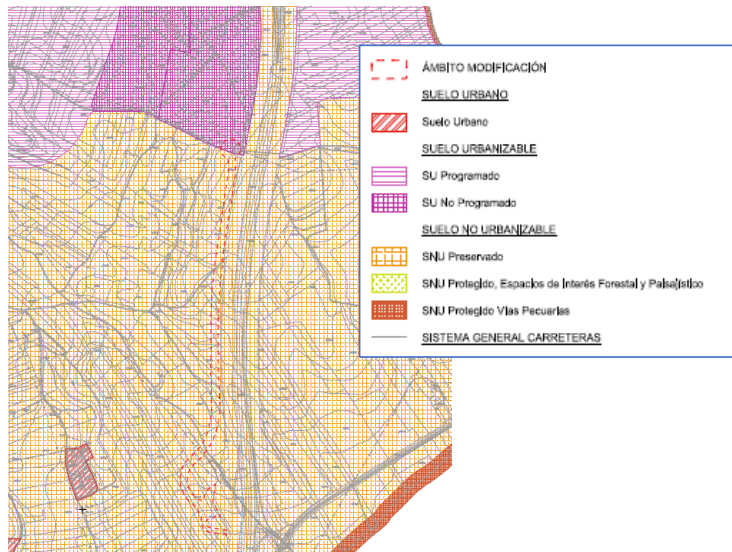 ÁMBITO MODIFICACIÓN
SUELO URBANO
Suelo Urbano
SUELO URBANIZABLE
SU Programado
SU No Programado
SUELO NO URBANIZABLE
SNU Preservado
SNU Protegido, Espacios de Interés Forestal y Paisajístico
SNU Protegido Vías Pecuarias
SISTEMA GENERAL CARRETERAS